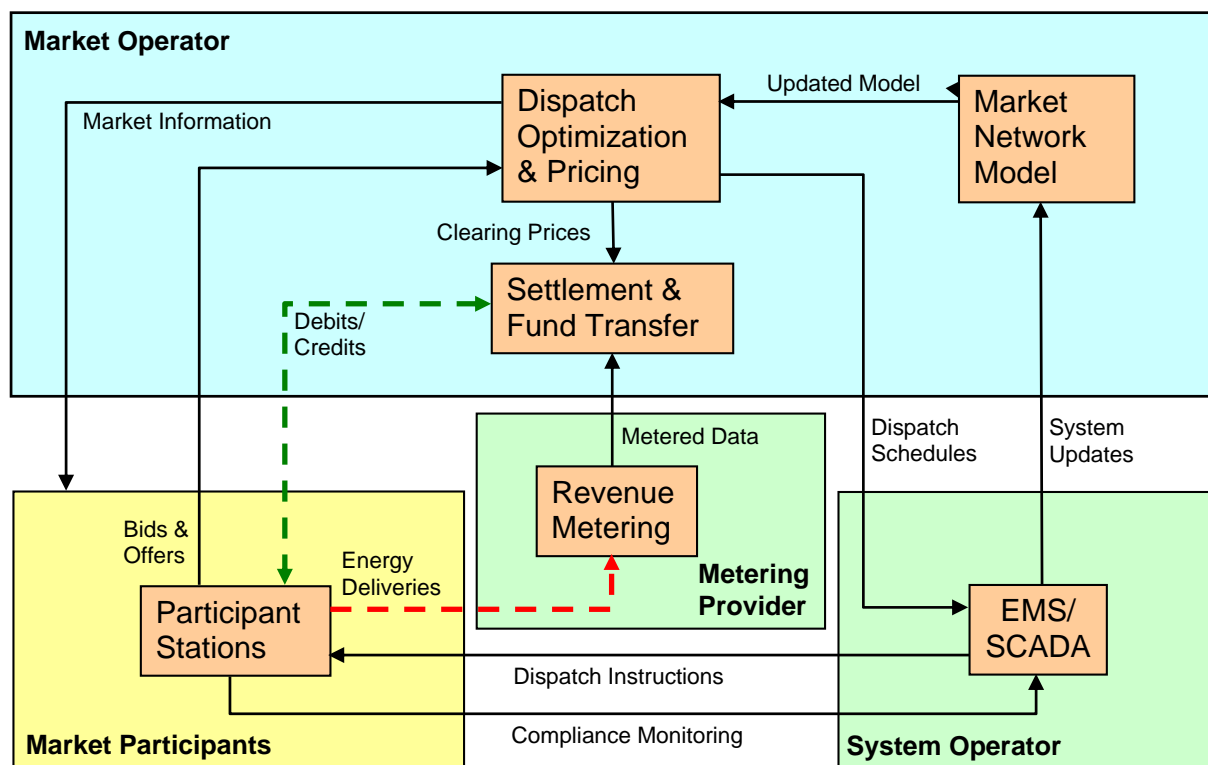 Market Operator
Market Information
Dispatch
Optimization
& Pricing
Updated Model
Market
Network
Model
Clearing Prices
Settlement &
Fund Transfer
Debits/
Credits
Metered Data
Dispatch
Schedules
System
Updates
Revenue
Metering
Metering
Provider
Bids &
Offers
Energy
Deliveries
Participant
Stations
EMS/
SCADA
Dispatch Instructions
Compliance Monitoring
Market Participants
System Operator